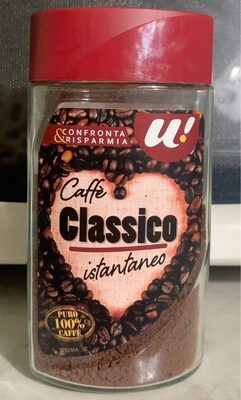 CONFRONTA
& RISPARMIA
u!
Caffè
Classico
istantaneo
PURO
100%
CAFFÈ